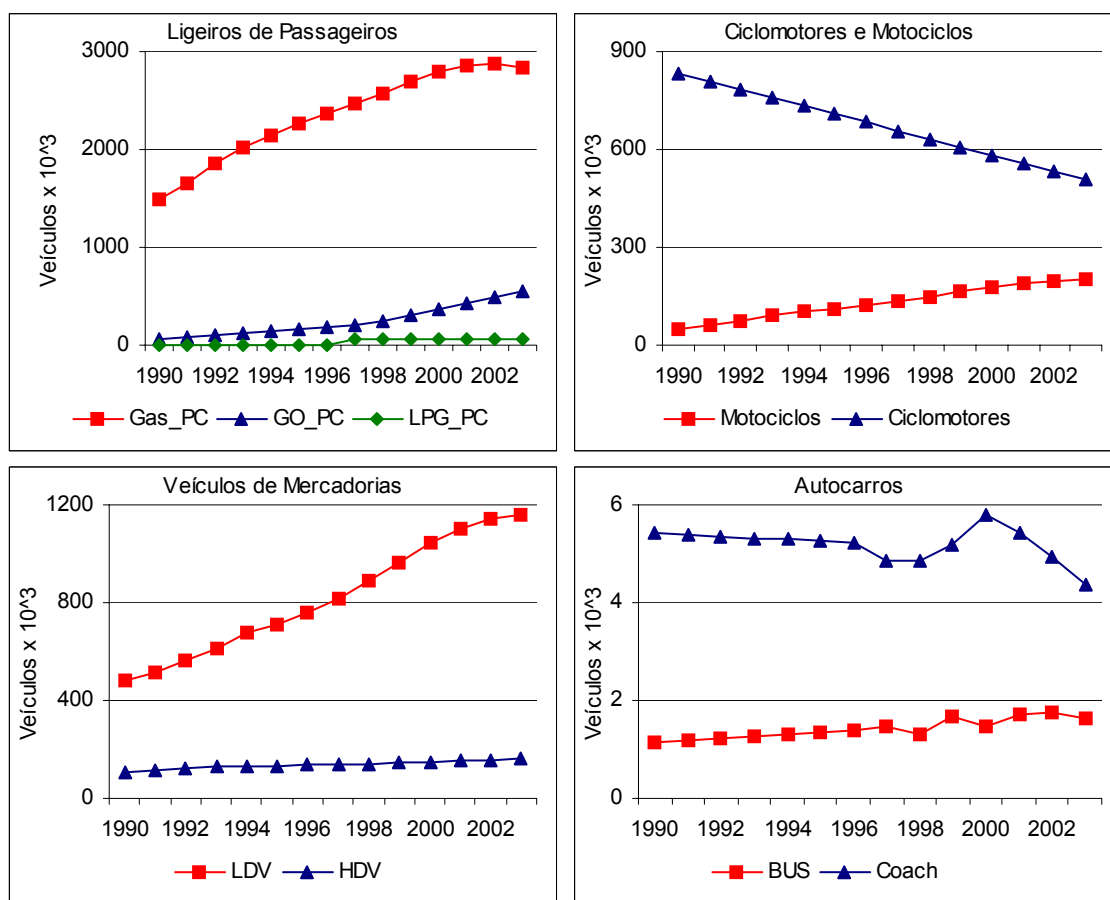 Ligeiros de Passageiros
Veículos x 10^3
3000
2000
1000
0
1990 1992 1994 1996 1998 2000 2002
Gas_PC GO_PC LPG_PC
Ciclomotores e Motociclos
Veículos x 10^3
900
600
300
0
1990 1992 1994 1996 1998 2000 2002
Motociclos Ciclomotores
Veículos de Mercadorias
Veículos x 10^3
1200
800
400
0
1990 1992 1994 1996 1998 2000 2002
LDV HDV
Autocarros
Veículos x 10^3
6
4
2
0
1990 1992 1994 1996 1998 2000 2002
BUS Coach